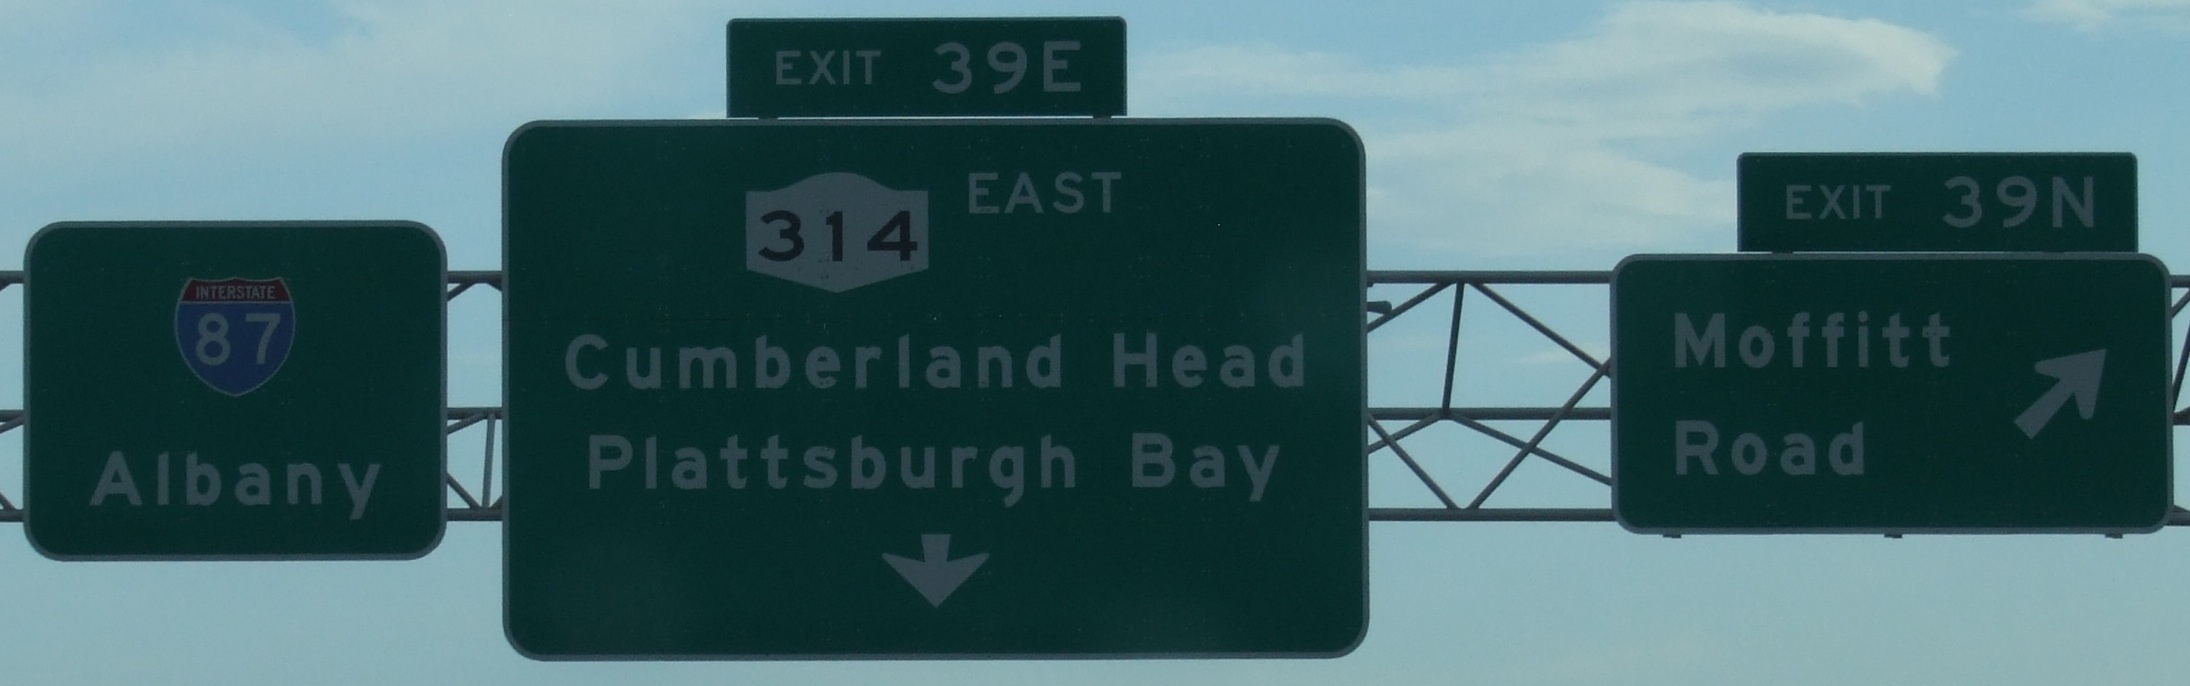 INTERSTATE
87
Albany
EXIT 39E
314 EAST
Cumberland Head
Plattsburgh Bay
EXIT 39N
Moffitt
Road